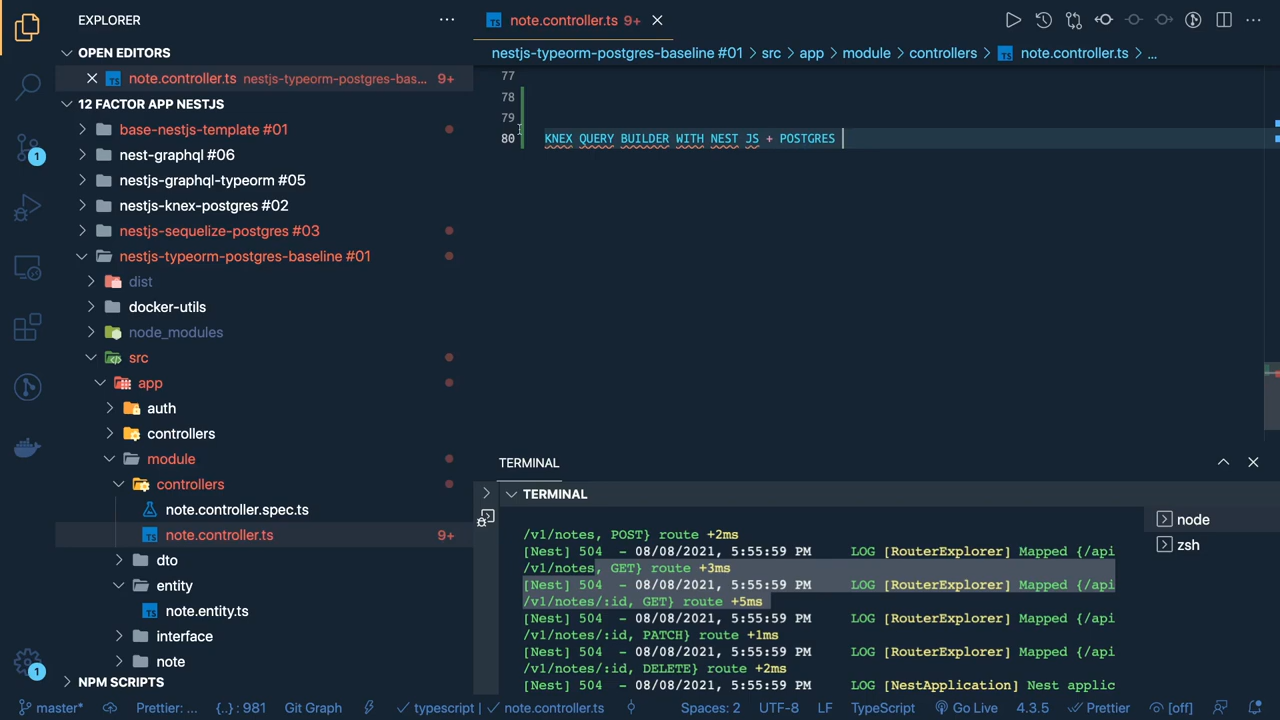 EXPLORER
OPEN EDITORS
note.controller.ts nestjs-typeorm-postgres-bas... 9+
12 FACTOR APP NESTJS
base-nestjs-template #01
nest-graphql #06
nestjs-graphql-typeorm #05
nestjs-knex-postgres #02
nestjs-sequelize-postgres #03
nestjs-typeorm-postgres-baseline #01
dist
docker-utils
node_modules
src
app
auth
controllers
module
controllers
note.controller.spec.ts
note.controller.ts 9+
dto
entity
note.entity.ts
interface
note
NPM SCRIPTS
1
1
note.controller.ts 9+
nestjs-typeorm-postgres-baseline #01 > src > app > module > controllers > note.controller.ts > ...
77
78
79
80 KNEX QUERY BUILDER WITH NEST JS + POSTGRES
TERMINAL
TERMINAL
/v1/notes, POST} route +2ms
[Nest] 504 - 08/08/2021, 5:55:59 PM LOG [RouterExplorer] Mapped {/api
/v1/notes, GET} route +3ms
[Nest] 504 - 08/08/2021, 5:55:59 PM LOG [RouterExplorer] Mapped {/api
/v1/notes/:id, GET} route +5ms
[Nest] 504 - 08/08/2021, 5:55:59 PM LOG [RouterExplorer] Mapped {/api
/v1/notes/:id, PATCH} route +1ms
[Nest] 504 - 08/08/2021, 5:55:59 PM LOG [RouterExplorer] Mapped {/api
/v1/notes/:id, DELETE} route +2ms
[Nest] 504 - 08/08/2021, 5:55:59 PM LOG [NestApplication] Nest applic
node
zsh
master* Prettier: ... {..} : 981 Git Graph typescript | note.controller.ts Spaces: 2 UTF-8 LF TypeScript Go Live 4.3.5 Prettier [off]